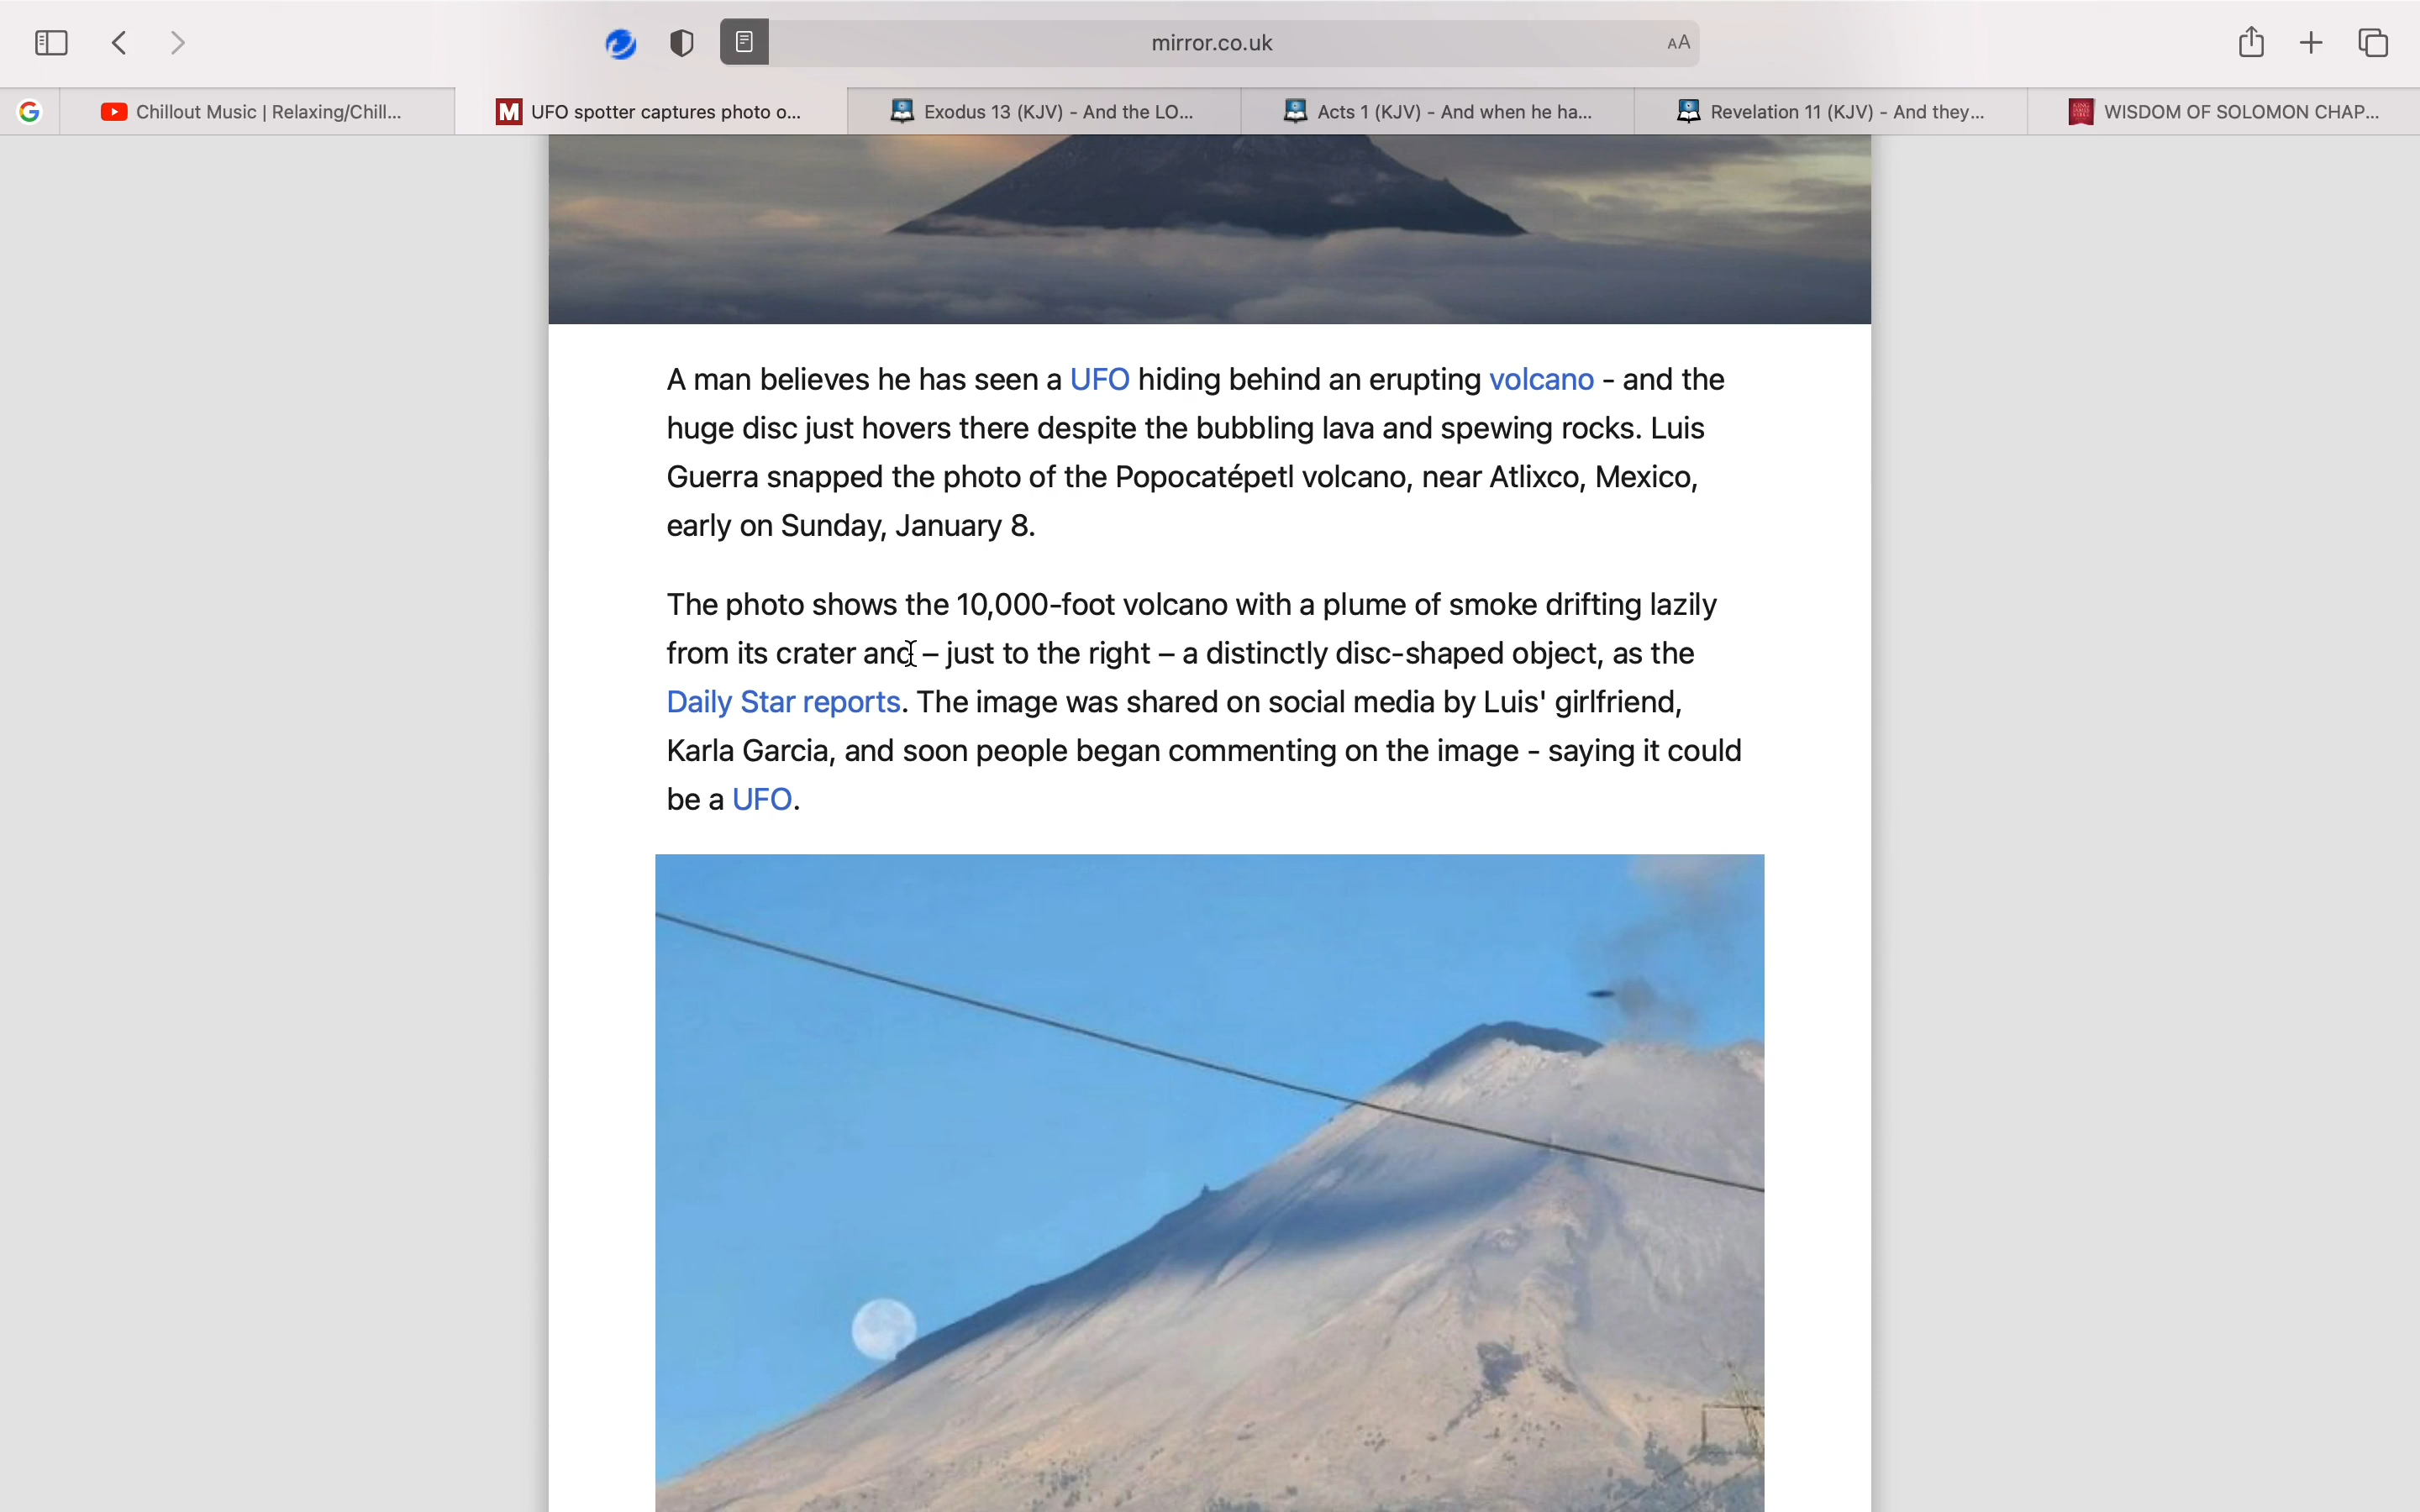 mirror.co.uk
AA
Chillout Music | Relaxing/Chill...
M UFO spotter captures photo o...
Exodus 13 (KJV) - And the LO...
Acts 1 (KJV) - And when he ha...
Revelation 11 (KJV) - And they...
WISDOM OF SOLOMON CHAP...
A man believes he has seen a UFO hiding behind an erupting volcano - and the
huge disc just hovers there despite the bubbling lava and spewing rocks. Luis
Guerra snapped the photo of the Popocatépetl volcano, near Atlixco, Mexico,
early on Sunday, January 8.
The photo shows the 10,000-foot volcano with a plume of smoke drifting lazily
from its crater and – just to the right – a distinctly disc-shaped object, as the
Daily Star reports. The image was shared on social media by Luis' girlfriend,
Karla Garcia, and soon people began commenting on the image - saying it could
be a UFO.